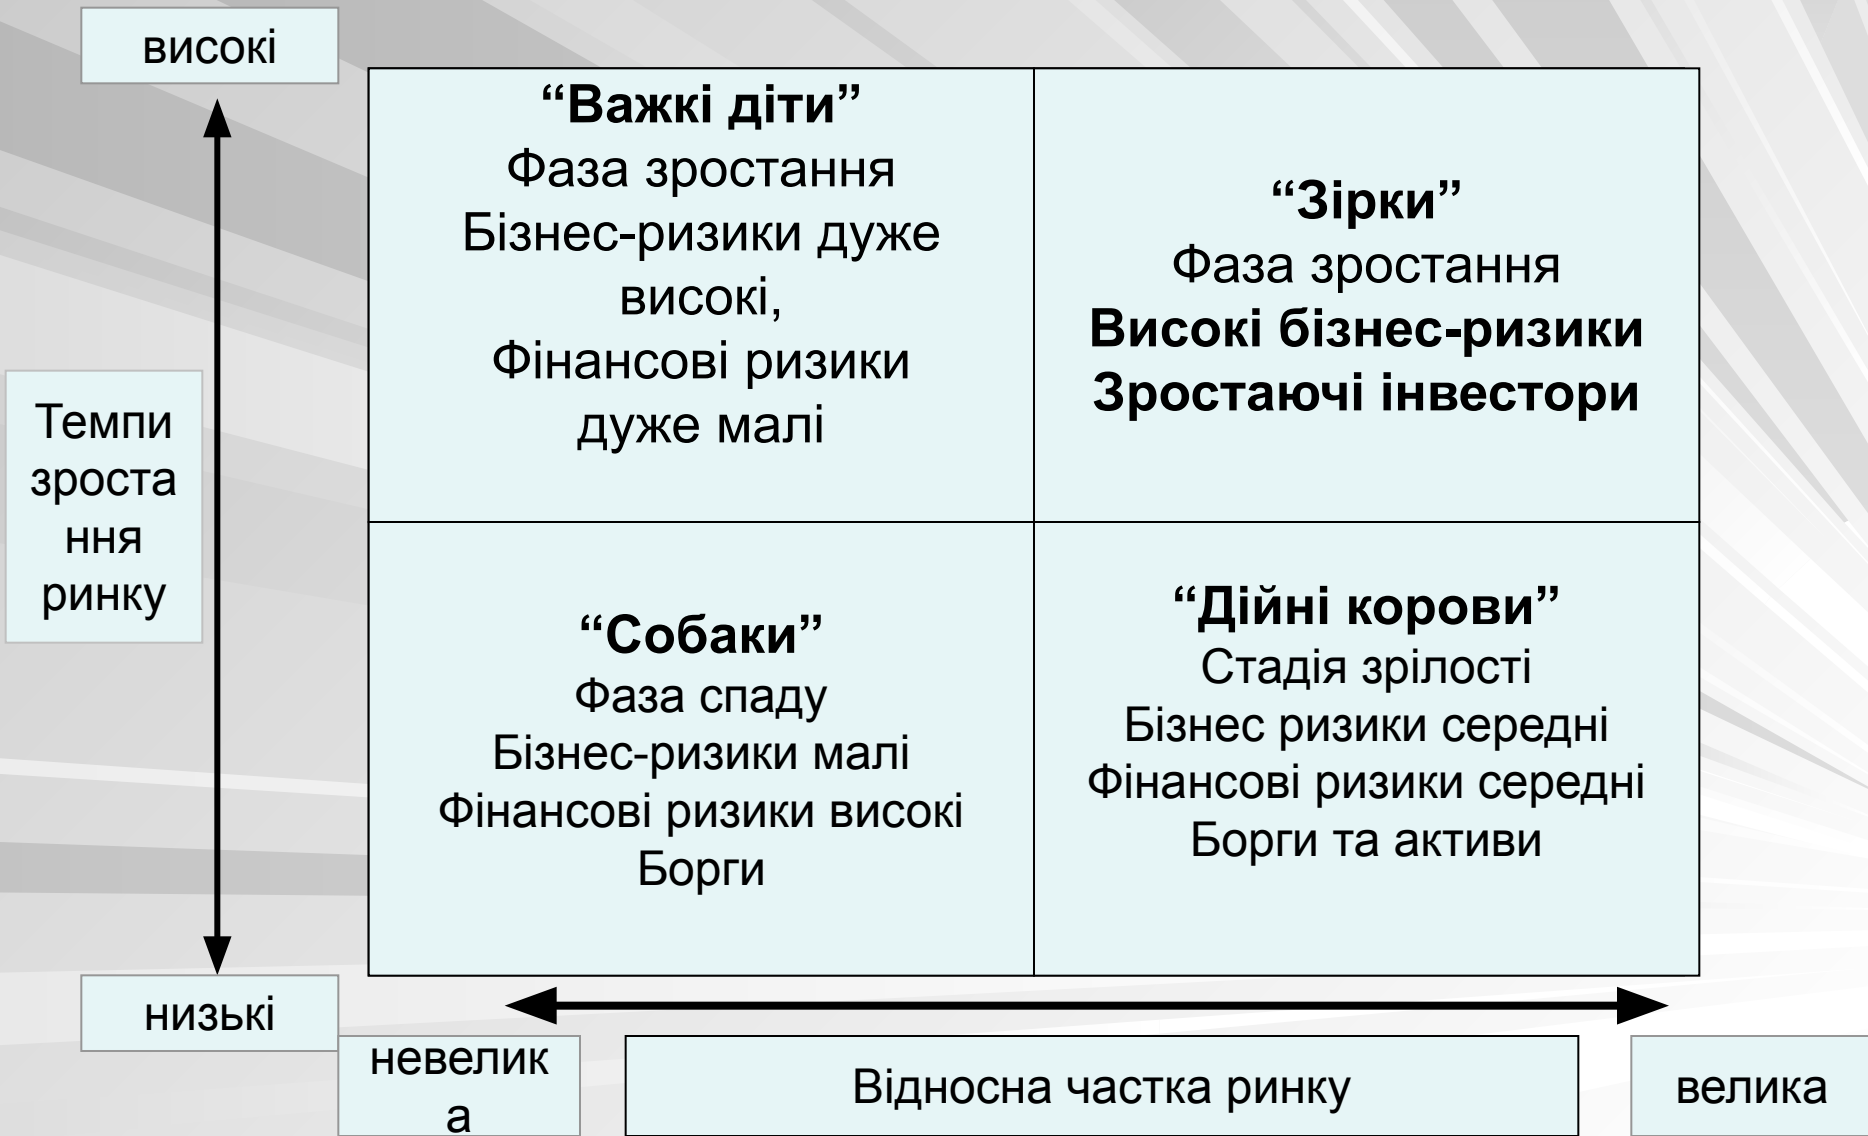 високі
“Важкі діти”
Фаза зростання
Бізнес-ризики дуже
високі,
Фінансові ризики
дуже малі
“Зірки”
Фаза зростання
Високі бізнес-ризики
Зростаючі інвестори
Темпи
зроста
ння
ринку
“Собаки”
Фаза спаду
Бізнес-ризики малі
Фінансові ризики високі
Борги
“Дійні корови”
Стадія зрілості
Бізнес ризики середні
Фінансові ризики середні
Борги та активи
низькі
невелик
а
Відносна частка ринку
велика